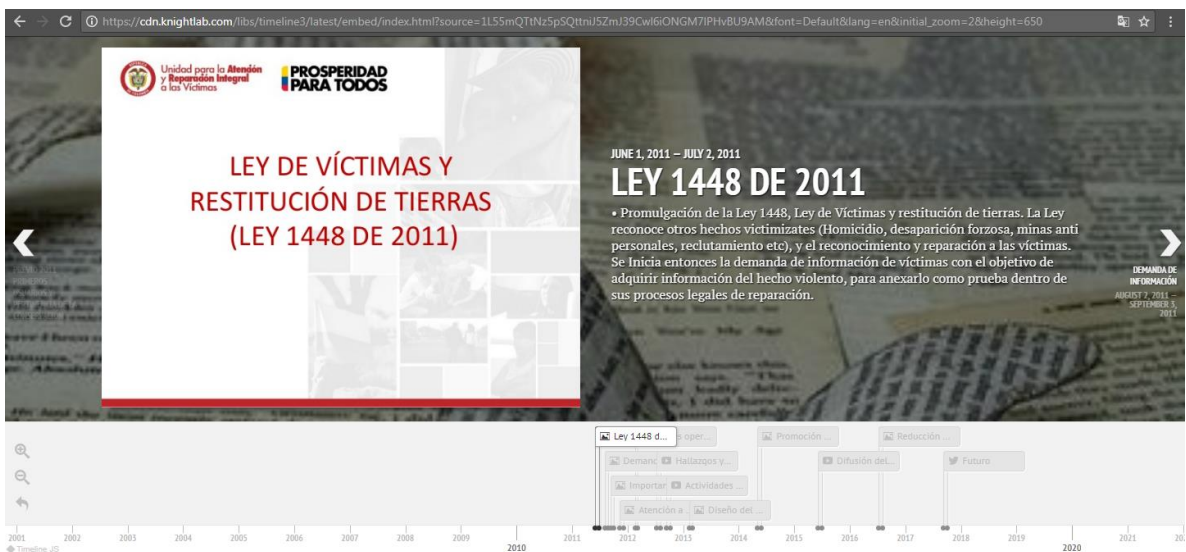 https://cdn.knightlab.com/libs/timeline3/latest/embed/index.html?source=1L55mQTtNz5pSQttniJ5ZmJ39Cwl6iONGM7IPHvBU9AM&font=Default&lang=en&initial_zoom=2&height=650
Unidad para la Atención
y Reparación Integral
a las Víctimas
PROSPERIDAD
PARA TODOS
LEY DE VÍCTIMAS Y
RESTITUCIÓN DE TIERRAS
(LEY 1448 DE 2011)
JUNE 1, 2011 – JULY 2, 2011
LEY 1448 DE 2011
• Promulgación de la Ley 1448, Ley de Víctimas y restitución de tierras. La Ley
reconoce otros hechos victimizates (Homicidio, desaparición forzosa, minas anti
personales, reclutamiento etc), y el reconocimiento y reparación a las víctimas.
Se Inicia entonces la demanda de información de víctimas con el objetivo de
adquirir información del hecho violento, para anexarlo como prueba dentro de
sus procesos legales de reparación.
DEMANDA DE
INFORMACIÓN
AUGUST 2, 2011 –
SEPTEMBER 3,
2011
Ley 1448 d...
s oper...
Promoción ...
Reducción ...
Demanc
Hallazgos y...
Difusión del...
Futuro
Importar
Actividades ...
Atención a
Diseño del ...
2001 2002 2003 2004 2005 2006 2007 2008 2009 2010 2011 2012 2013 2014 2015 2016 2017 2018 2019 2020 2021
Timeline JS